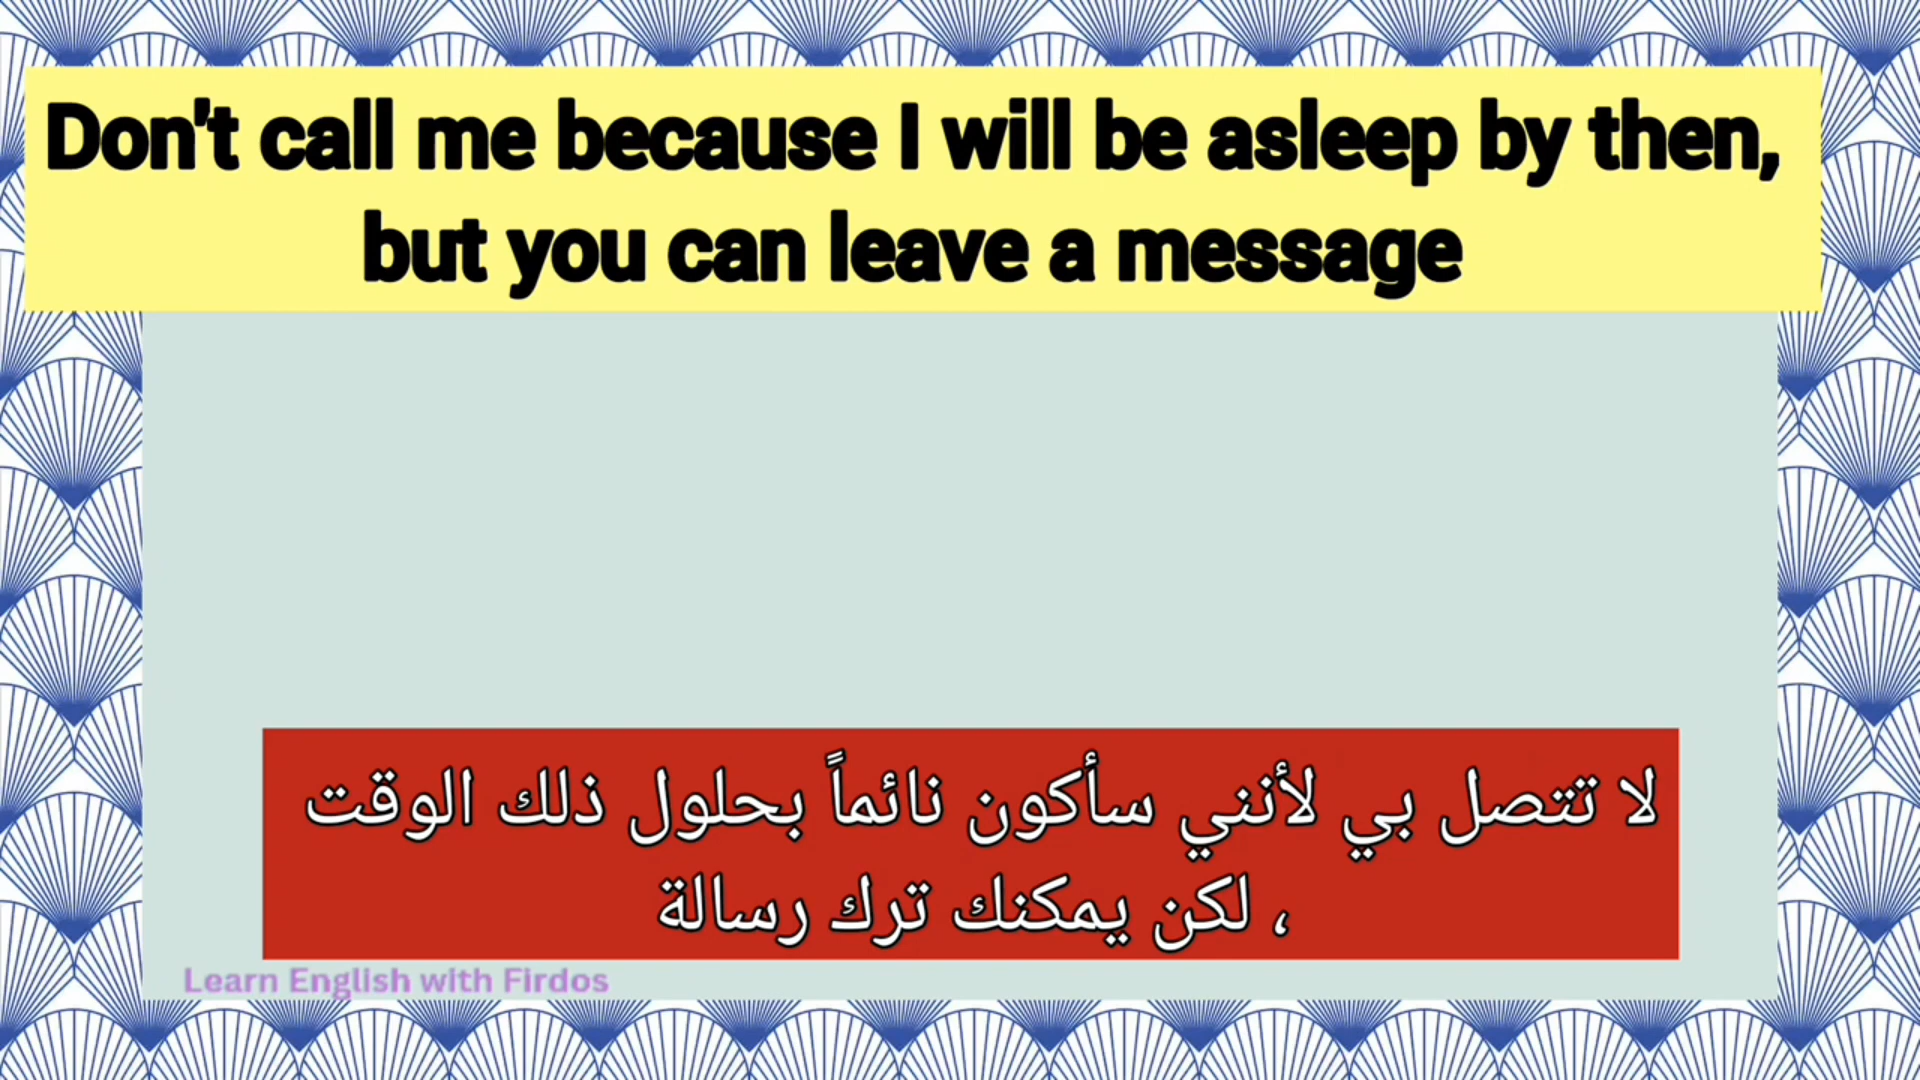 Don't call me because I will be asleep by then,
but you can leave a message
لا تتصل بي لأنني سأكون نائماً بحلول ذلك الوقت
، لكن يمكنك ترك رسالة
Learn English with Firdos